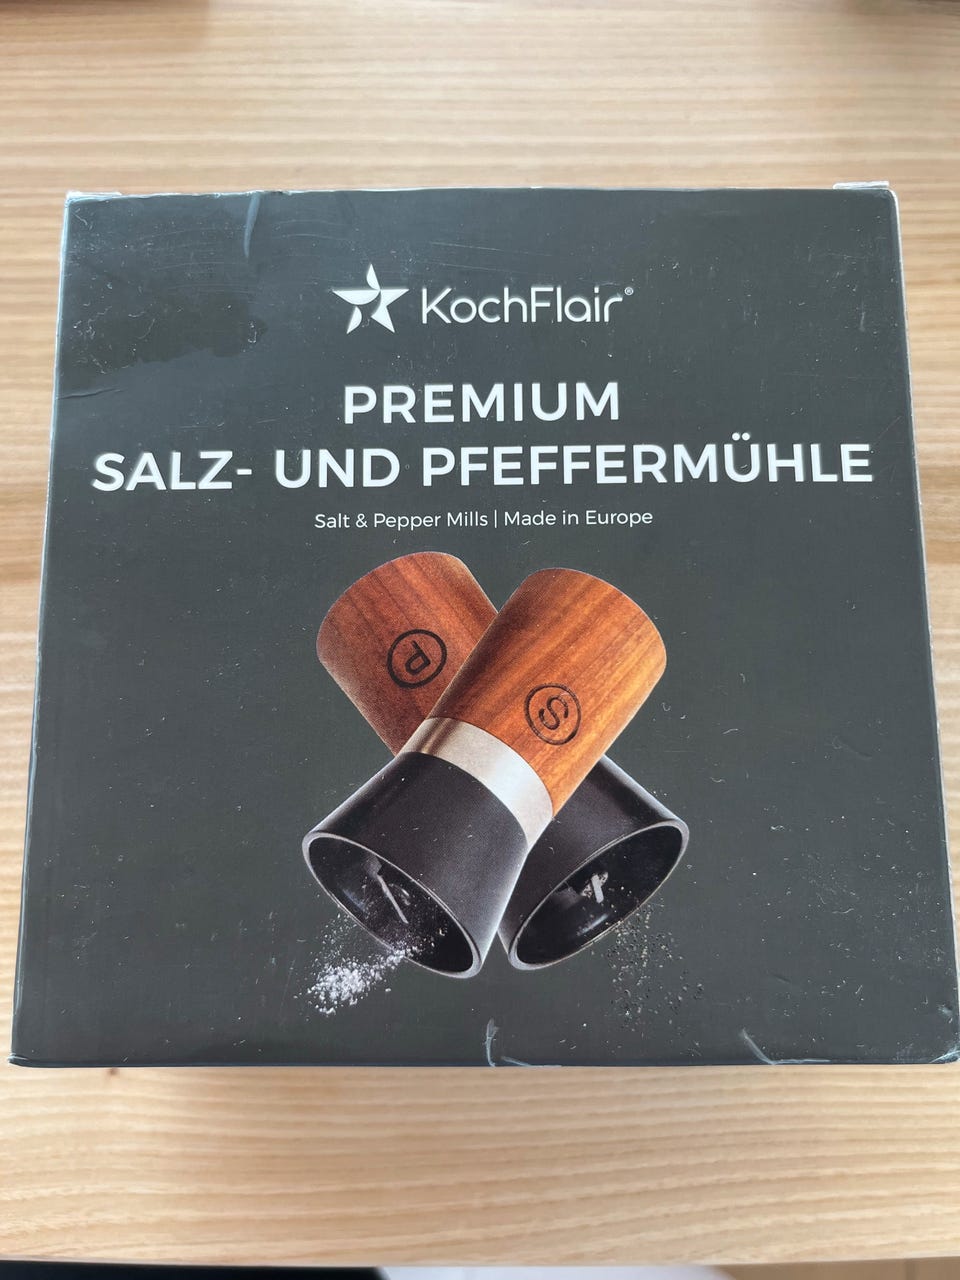 KochFlair®
PREMIUM
SALZ- UND PFEFFERMÜHLE
Salt & Pepper Mills | Made in Europe
P
S